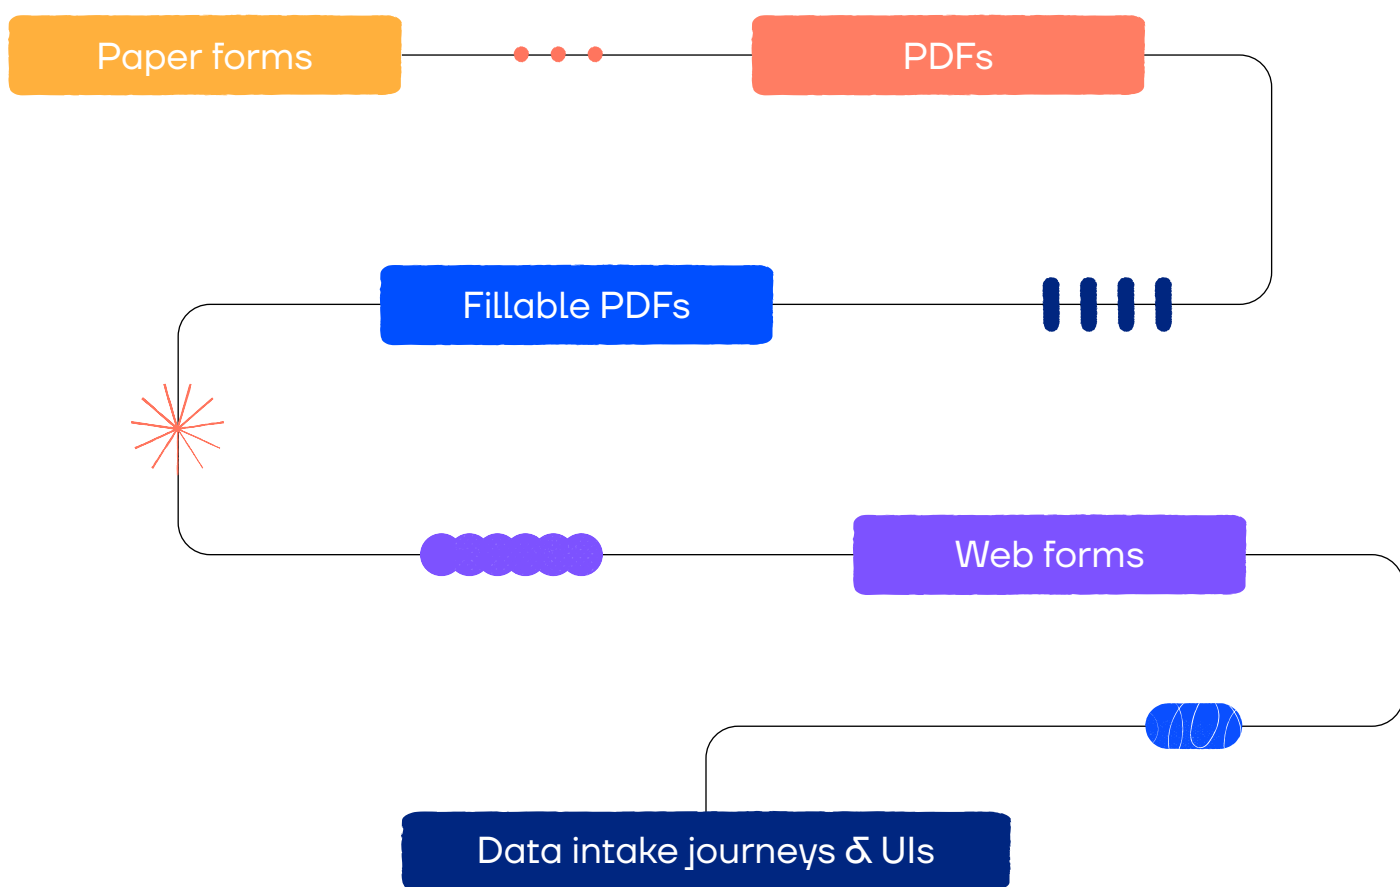 Paper forms
PDFs
Fillable PDFs
Web forms
Data intake journeys & UIs